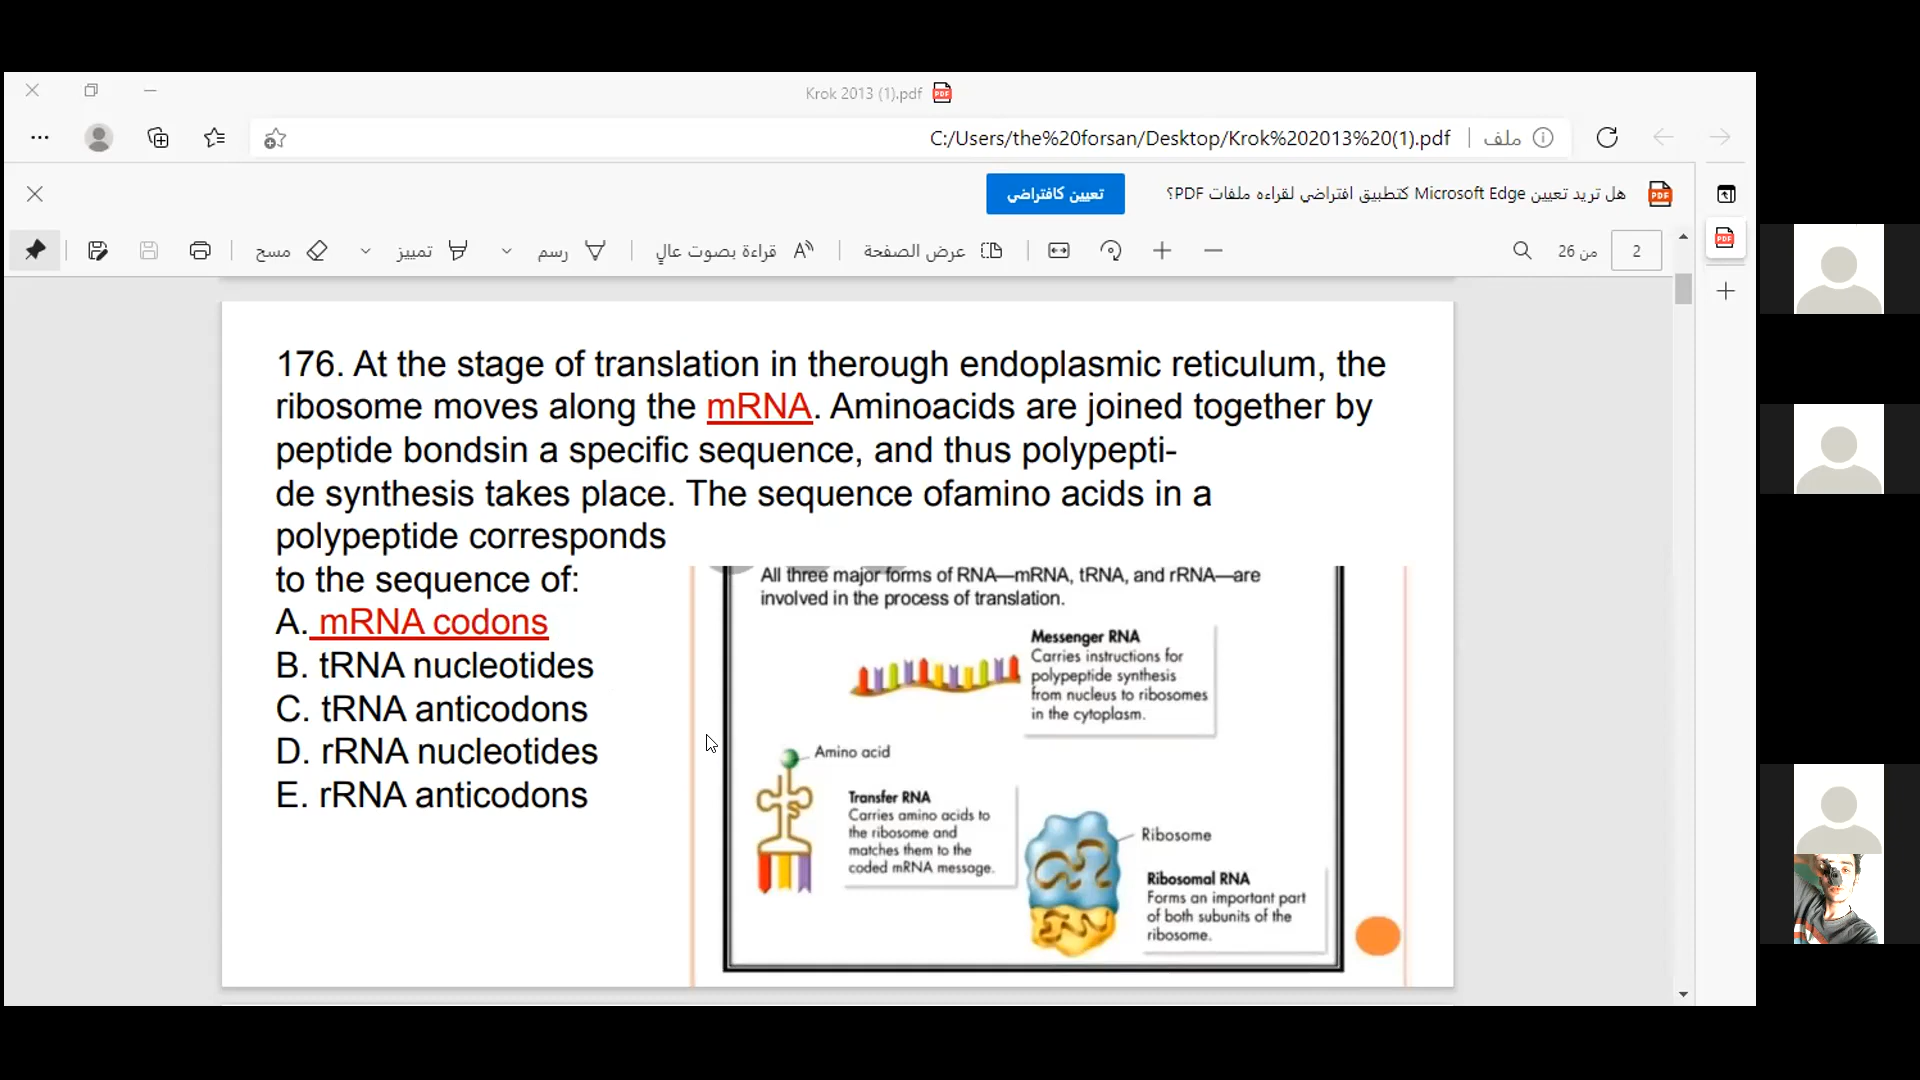 Krok 2013 (1).pdf
C:/Users/the%20forsan/Desktop/Krok%202013%20(1).pdf | ملف
هل تريد تعيين Microsoft Edge كتطبيق افتراضي لقراءه ملفات PDF؟
تعيين كافتراضي
2 من 26
عرض الصفحة
قراءة بصوت عالٍ
رسم
تمييز
مسح
176. At the stage of translation in therough endoplasmic reticulum, the
ribosome moves along the mRNA. Aminoacids are joined together by
peptide bondsin a specific sequence, and thus polypepti-
de synthesis takes place. The sequence ofamino acids in a
polypeptide corresponds
to the sequence of:
A. mRNA codons
B. tRNA nucleotides
C. tRNA anticodons
D. rRNA nucleotides
E. rRNA anticodons
All three major forms of RNA—mRNA, tRNA, and rRNA—are
involved in the process of translation.
Messenger RNA
Carries instructions for
polypeptide synthesis
from nucleus to ribosomes
in the cytoplasm.
Amino acid
Transfer RNA
Carries amino acids to
the ribosome and
matches them to the
coded mRNA message.
Ribosome
Ribosomal RNA
Forms an important part
of both subunits of the
ribosome.